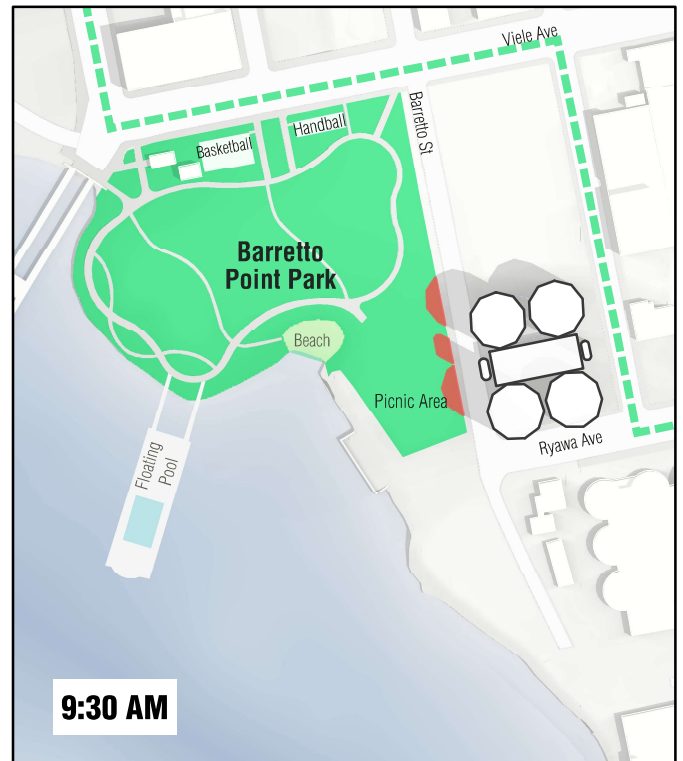 Viele Ave
Barretto St
Handball
Basketball
Barretto
Point Park
Beach
Picnic Area
Ryawa Ave
Floating
Pool
9:30 AM